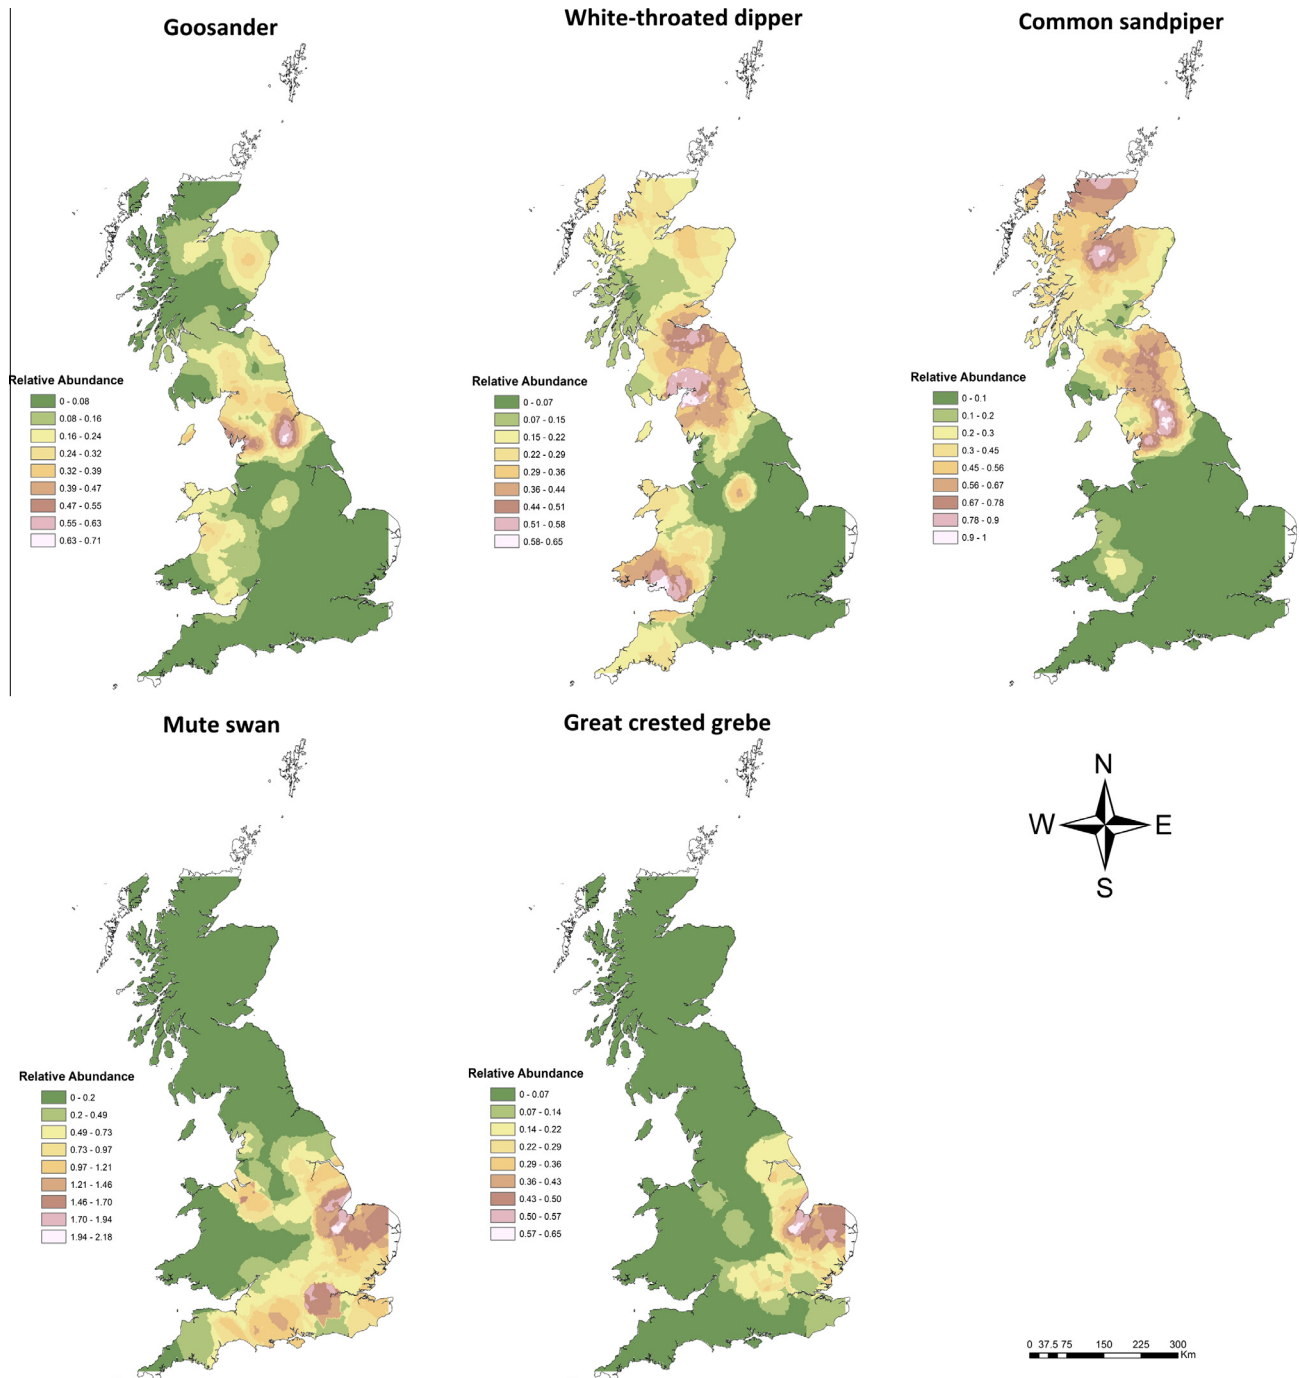 Goosander
White-throated dipper
Common sandpiper
Relative Abundance
0 - 0.08
0.08 - 0.16
0.16 - 0.24
0.24 - 0.32
0.32 - 0.39
0.39 - 0.47
0.47 - 0.55
0.55 - 0.63
0.63 - 0.71
Relative Abundance
0 - 0.07
0.07 - 0.15
0.15 - 0.22
0.22 - 0.29
0.29 - 0.36
0.36 - 0.44
0.44 - 0.51
0.51 - 0.58
0.58- 0.65
Relative Abundance
0 - 0.1
0.1 - 0.2
0.2 - 0.3
0.3 - 0.45
0.45 - 0.56
0.56 - 0.67
0.67 - 0.78
0.78 - 0.9
0.9 - 1
Mute swan
Great crested grebe
N
W E
S
Relative Abundance
0 - 0.2
0.2 - 0.49
0.49 - 0.73
0.73 - 0.97
0.97 - 1.21
1.21 - 1.46
1.46 - 1.70
1.70 - 1.94
1.94 - 2.18
Relative Abundance
0 - 0.07
0.07 - 0.14
0.14 - 0.22
0.22 - 0.29
0.29 - 0.36
0.36 - 0.43
0.43 - 0.50
0.50 - 0.57
0.57 - 0.65
0 37.5 75 150 225 300
Km